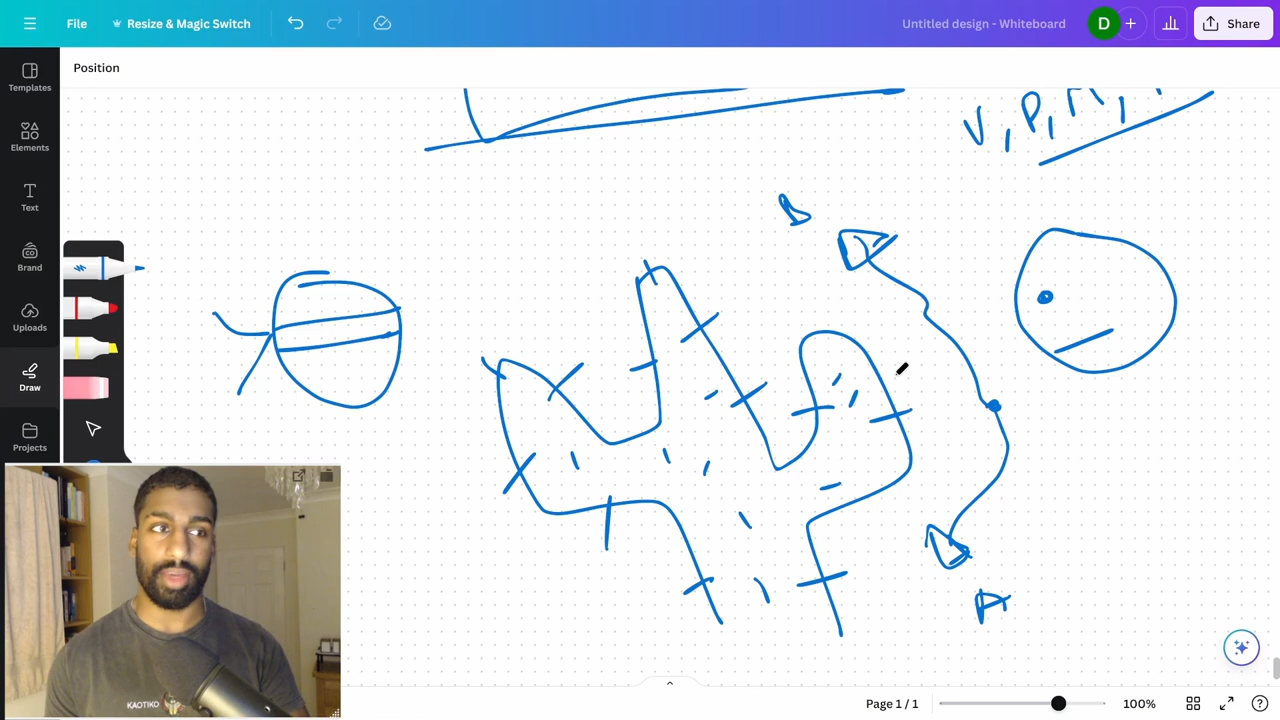 File
Resize & Magic Switch
Untitled design - Whiteboard
D
+
Share
Position
Templates
Elements
Text
Brand
Uploads
Draw
Projects
V, P,
B
A
KAOTIKO
Page 1 / 1
100%